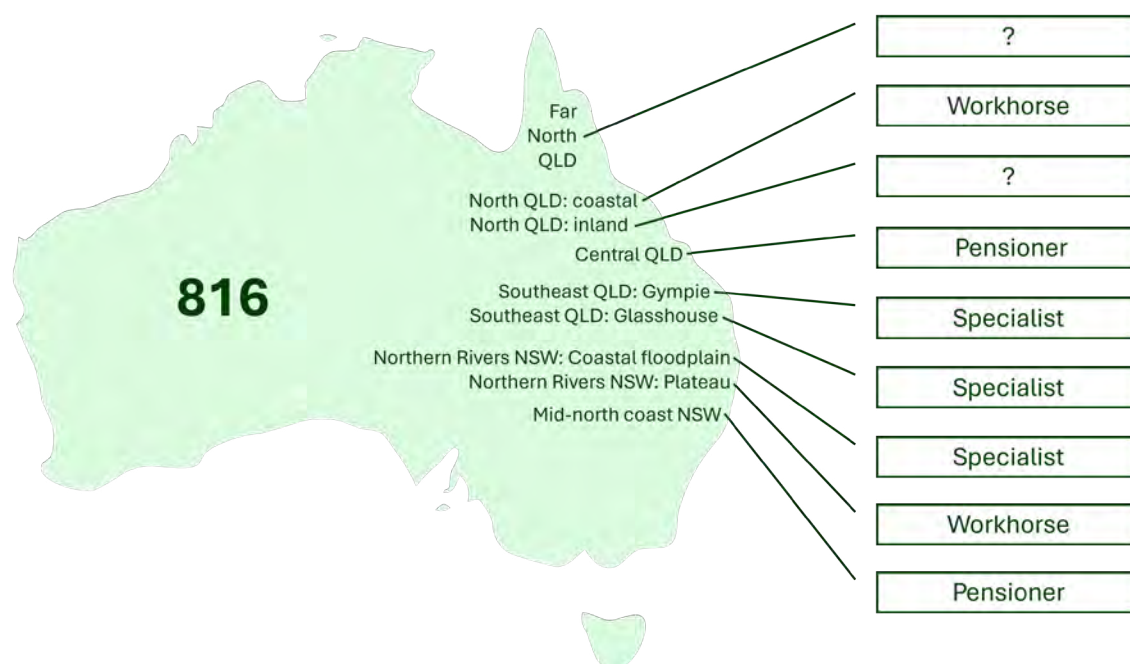 ?
Far
North
QLD
Workhorse
?
North QLD: coastal
North QLD: inland
Central QLD
Pensioner
816
Southeast QLD: Gympie
Southeast QLD: Glasshouse
Specialist
Northern Rivers NSW: Coastal floodplain
Northern Rivers NSW: Plateau
Specialist
Mid-north coast NSW
Specialist
Workhorse
Pensioner